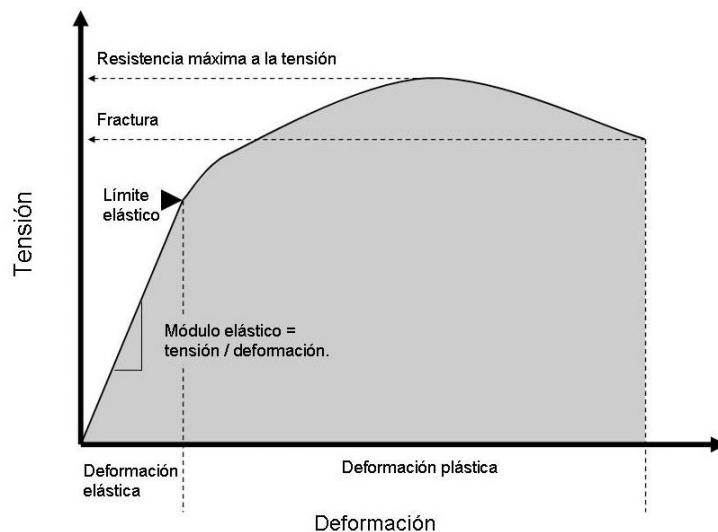 Resistencia máxima a la tensión
Fractura
Límite
elástico
Tensión
Módulo elástico =
tensión / deformación.
Deformación
elástica
Deformación plástica
Deformación